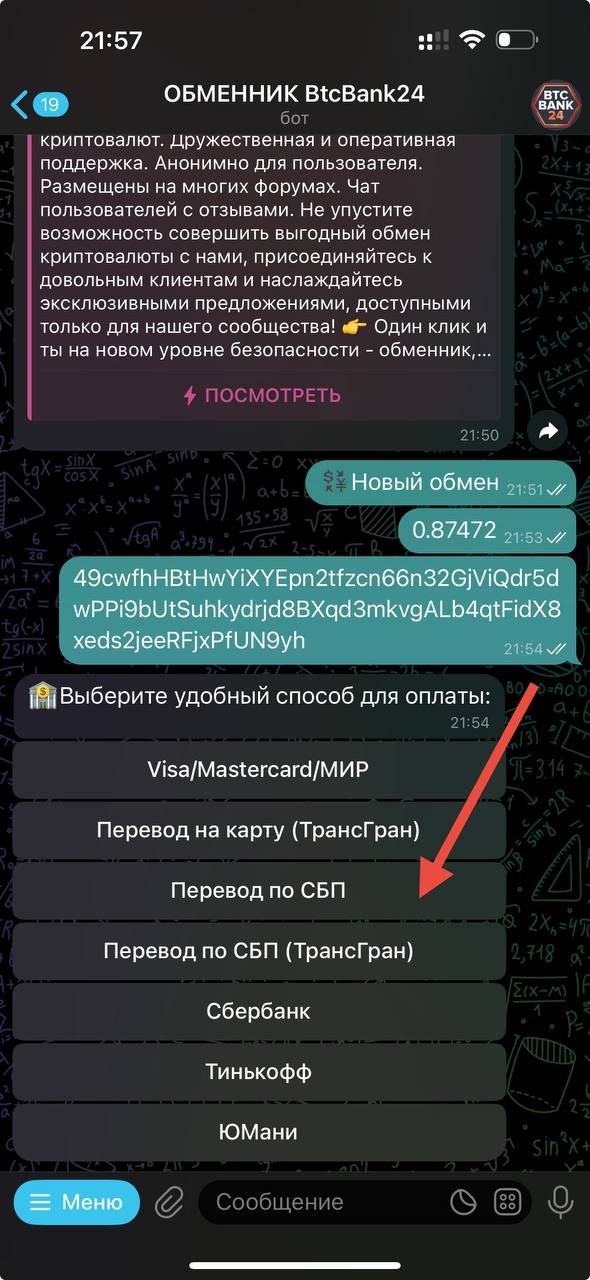 21:57
19
ОБМЕННИК BtcBank24
бот
BTC
BANK
24
криптовалют. Дружественная и оперативная
поддержка. Анонимно для пользователя.
Размещены на многих форумах. Чат
пользователей с отзывами. Не упустите
возможность совершить выгодный обмен
криптовалюты с нами, присоединяйтесь к
довольным клиентам и наслаждайтесь
эксклюзивными предложениями, доступными
только для нашего сообщества! 👉 Один клик и
ты на новом уровне безопасности - обменник,...
ПОСМОТРЕТЬ
21:50
Новый обмен 21:51
0.87472 21:53
49cwfhHBtHwYiXYEpn2tfzcn66n32GjViQdr5d
wPPi9bUtSuhkydrjd8BXqd3mkvgALb4qtFidX8
xeds2jeeRFjxPfUN9yh 21:54
Выберите удобный способ для оплаты:
21:54
Visa/Mastercard/МИР
Перевод на карту (ТрансГран)
Перевод по СБП
Перевод по СБП (ТрансГран)
Сбербанк
Тинькофф
ЮМани
Меню
Сообщение